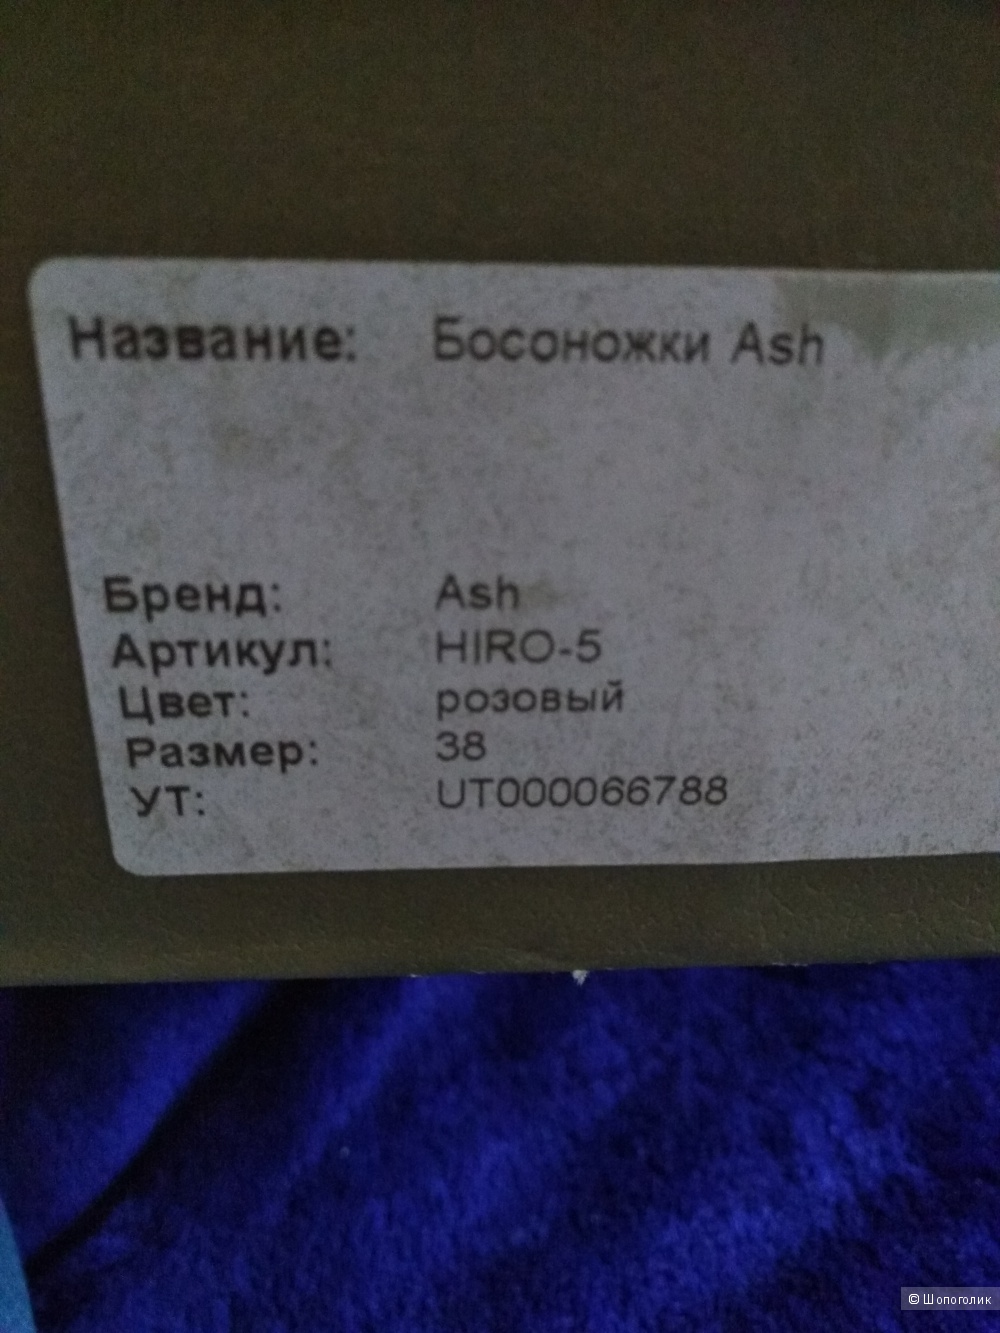 Название: Босоножки Ash
Бренд: Ash
Артикул: HIRO-5
Цвет: розовый
Размер: 38
УТ: UT000066788
© Шопоголик